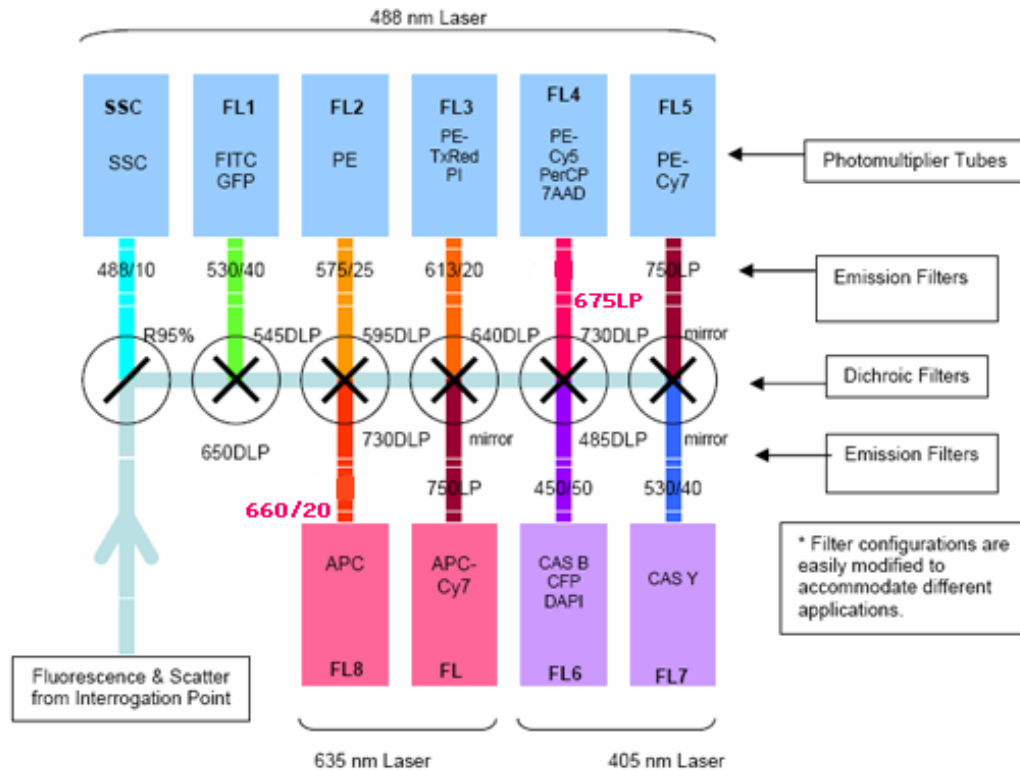 488 nm Laser
SSC
SSC
FL1
FITC
GFP
FL2
PE
FL3
PE-
TxRed
PI
FL4
PE-
Cy5
PerCP
7AAD
FL5
PE-
Cy7
Photomultiplier Tubes
488/10
530/40
575/25
613/20
675LP
750LP
Emission Filters
R95%
545DLP
595DLP
640DLP
730DLP
mirror
Dichroic Filters
650DLP
730DLP
mirror
485DLP
mirror
Emission Filters
660/20
750LP
450/50
530/40
APC
FL8
APC-
Cy7
FL
CAS B
CFP
DAPI
FL6
CAS Y
FL7
* Filter configurations are
easily modified to
accommodate different
applications.
Fluorescence & Scatter
from Interrogation Point
635 nm Laser
405 nm Laser